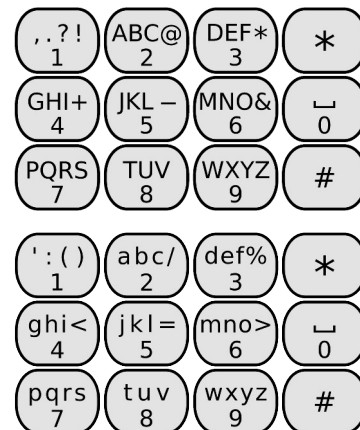 ,.?! ABC@ DEF* *
1 2 3
GHI+ JKL– MNO& ⎵
4 5 6 0
PQRS TUV WXYZ #
7 8 9
':() abc/ def% *
1 2 3
ghi< jkl= mno> ⎵
4 5 6 0
pqrs tuv wxyz #
7 8 9